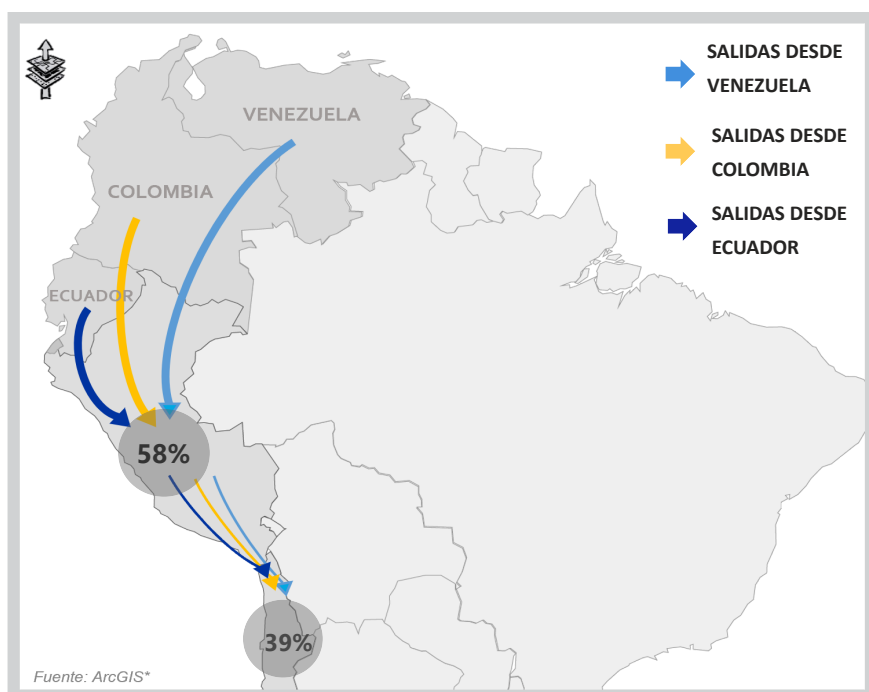 VENEZUELA
COLOMBIA
ECUADOR
58%
39%
SALIDAS DESDE
VENEZUELA
SALIDAS DESDE
COLOMBIA
SALIDAS DESDE
ECUADOR
Fuente: ArcGIS*